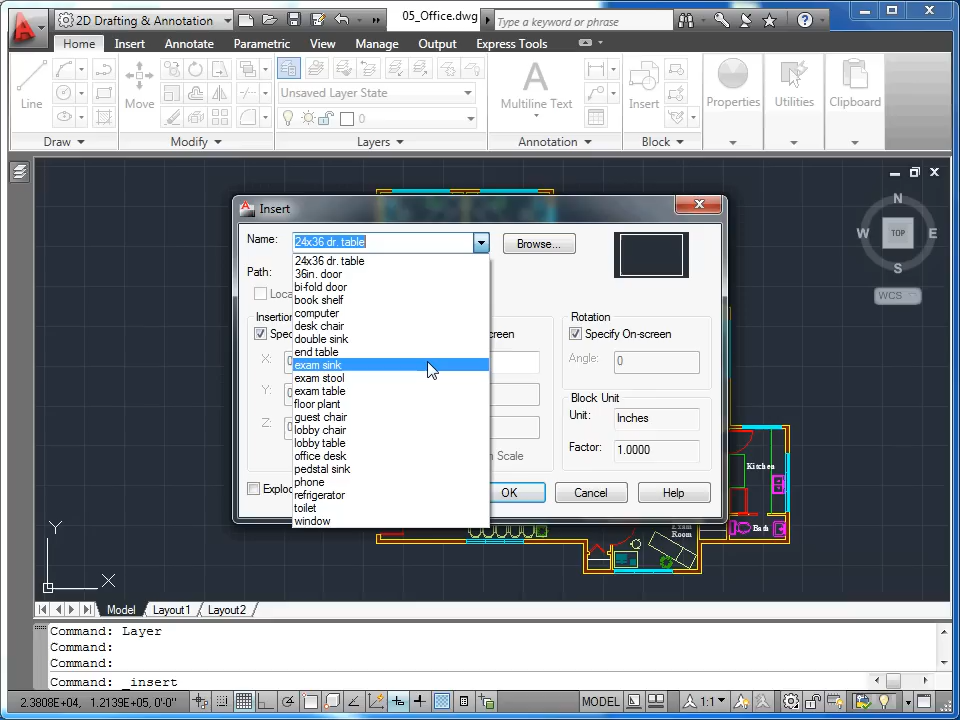 2D Drafting & Annotation
05_Office.dwg
Type a keyword or phrase
Home Insert Annotate Parametric View Manage Output Express Tools
Unsaved Layer State
0
Line Move Multiline Text Insert Properties Utilities Clipboard
Draw Modify Layers Annotation Block
N
W TOP E
S
WCS
Insert
Name: 24x36 dr. table Browse...
Path:
24x36 dr. table
36in. door
bi-fold door
book shelf
computer
desk chair
double sink
end table
exam sink
exam stool
exam table
floor plant
guest chair
lobby chair
lobby table
office desk
pedstal sink
phone
refrigerator
toilet
window
X:
Y:
Z:
Rotation
Specify On-screen
Angle: 0
Block Unit
Unit: Inches
Factor: 1.0000
OK Cancel Help
Kitchen
Bath
Exam
Room
Y
X
Model Layout1 Layout2
Command: Layer
Command:
Command:
Command: _insert
2.3808E+04, 1.2139E+05, 0'-0" MODEL 1:1